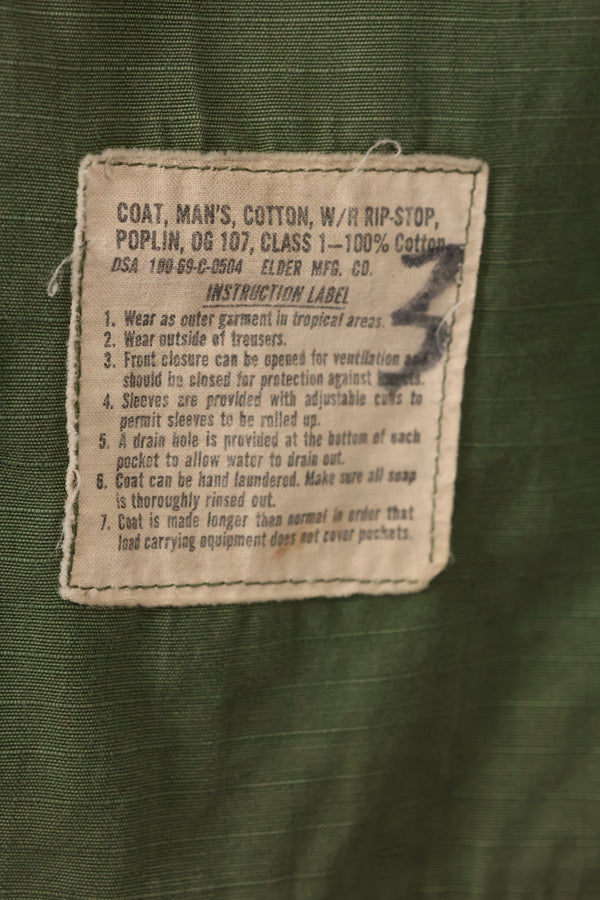 COAT, MAN'S, COTTON, W/R RIP-STOP,
POPLIN, OG 107, CLASS 1—100% Cotton
DSA 100-69-C-0504 ELDER MFG. CO.
INSTRUCTION LABEL
1. Wear as outer garment in tropical areas.
2. Wear outside of trousers.
3. Front closure can be opened for ventilation and
should be closed for protection against insects.
4. Sleeves are provided with adjustable cuffs to
permit sleeves to be rolled up.
5. A drain hole is provided at the bottom of each
pocket to allow water to drain out.
6. Coat can be hand laundered. Make sure all soap
is thoroughly rinsed out.
7. Coat is made longer than normal in order that
load carrying equipment does not cover pockets.
3